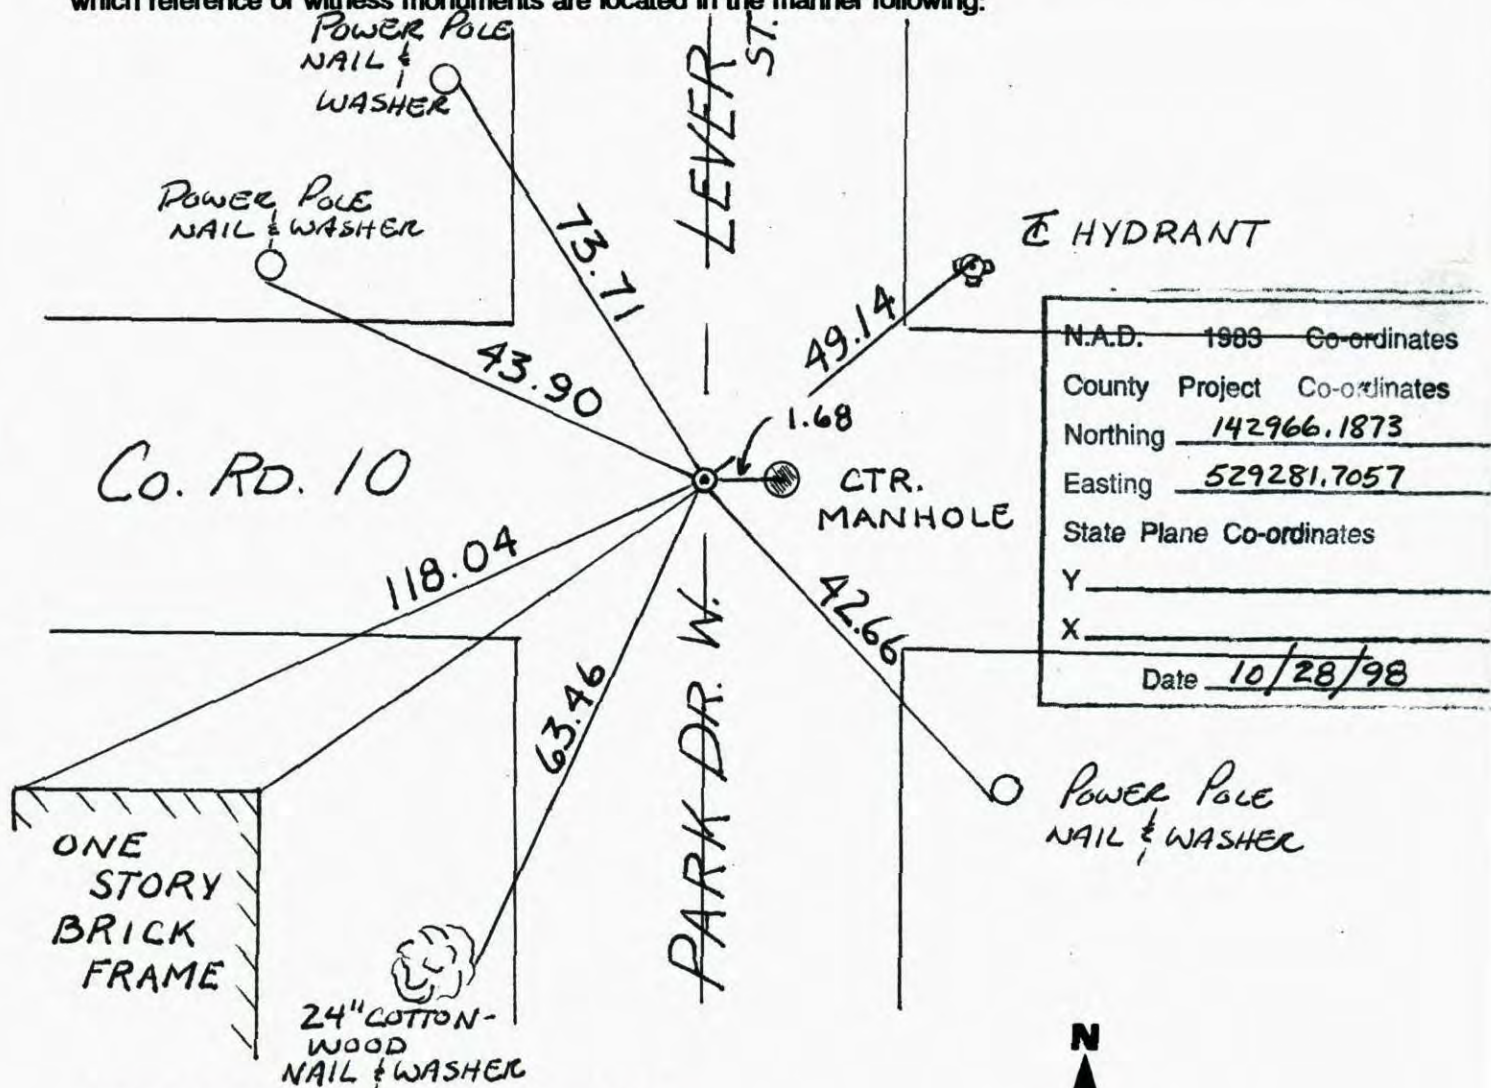 which reference or witness monuments are located in the manner following:
POWER POLE
NAIL &
WASHER
LEVER
ST.
POWER POLE
NAIL & WASHER
73.71
℄ HYDRANT
49.14
43.90
1.68
CO. RD. 10
CTR.
MANHOLE
N.A.D. 1983 Co-ordinates
County Project Co-ordinates
Northing 142966.1873
Easting 529281.7057
State Plane Co-ordinates
Y
X
Date 10/28/98
118.04
42.66
63.46
PARK DR. W.
POWER POLE
NAIL & WASHER
ONE
STORY
BRICK
FRAME
24" COTTON-
WOOD
NAIL & WASHER
N